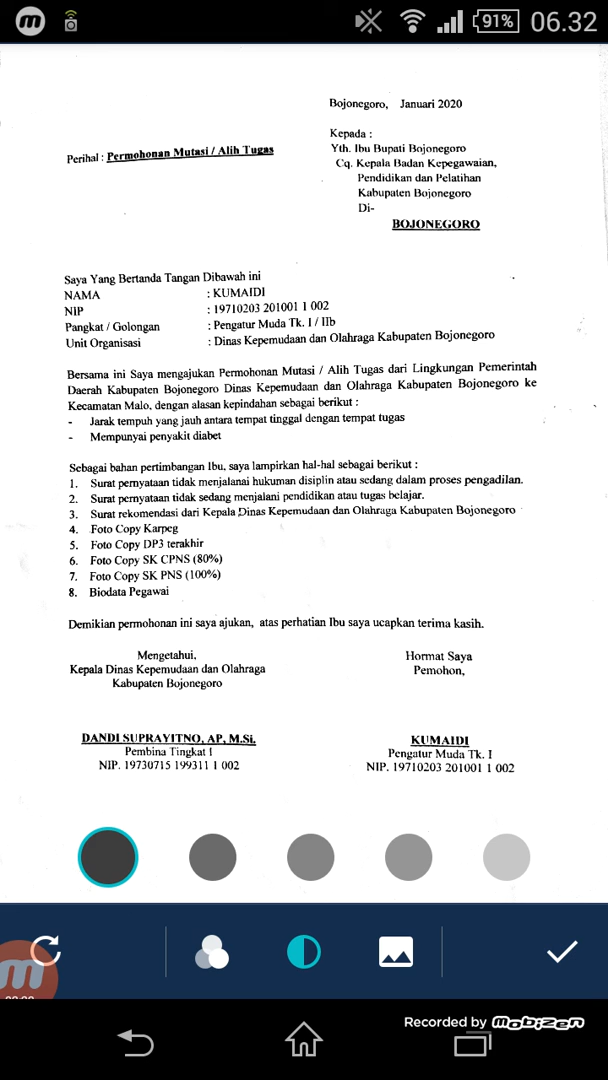 91% 06.32
Bojonegoro, Januari 2020
Kepada :
Perihal : Permohonan Mutasi / Alih Tugas
Yth. Ibu Bupati Bojonegoro
Cq. Kepala Badan Kepegawaian,
Pendidikan dan Pelatihan
Kabupaten Bojonegoro
Di-
BOJONEGORO
Saya Yang Bertanda Tangan Dibawah ini
NAMA : KUMAIDI
NIP : 19710203 201001 1 002
Pangkat / Golongan : Pengatur Muda Tk. I / IIb
Unit Organisasi : Dinas Kepemudaan dan Olahraga Kabupaten Bojonegoro
Bersama ini Saya mengajukan Permohonan Mutasi / Alih Tugas dari Lingkungan Pemerintah
Daerah Kabupaten Bojonegoro Dinas Kepemudaan dan Olahraga Kabupaten Bojonegoro ke
Kecamatan Malo, dengan alasan kepindahan sebagai berikut :
- Jarak tempuh yang jauh antara tempat tinggal dengan tempat tugas
- Mempunyai penyakit diabet
Sebagai bahan pertimbangan Ibu, saya lampirkan hal-hal sebagai berikut :
1. Surat pernyataan tidak menjalanai hukuman disiplin atau sedang dalam proses pengadilan.
2. Surat pernyataan tidak sedang menjalani pendidikan atau tugas belajar.
3. Surat rekomendasi dari Kepala Dinas Kepemudaan dan Olahraga Kabupaten Bojonegoro
4. Foto Copy Karpeg
5. Foto Copy DP3 terakhir
6. Foto Copy SK CPNS (80%)
7. Foto Copy SK PNS (100%)
8. Biodata Pegawai
Demikian permohonan ini saya ajukan, atas perhatian Ibu saya ucapkan terima kasih.
Mengetahui,
Kepala Dinas Kepemudaan dan Olahraga
Kabupaten Bojonegoro
Hormat Saya
Pemohon,
DANDI SUPRAYITNO, AP, M.Si.
Pembina Tingkat I
NIP. 19730715 199311 1 002
KUMAIDI
Pengatur Muda Tk. I
NIP. 19710203 201001 1 002
Recorded by Mobizen